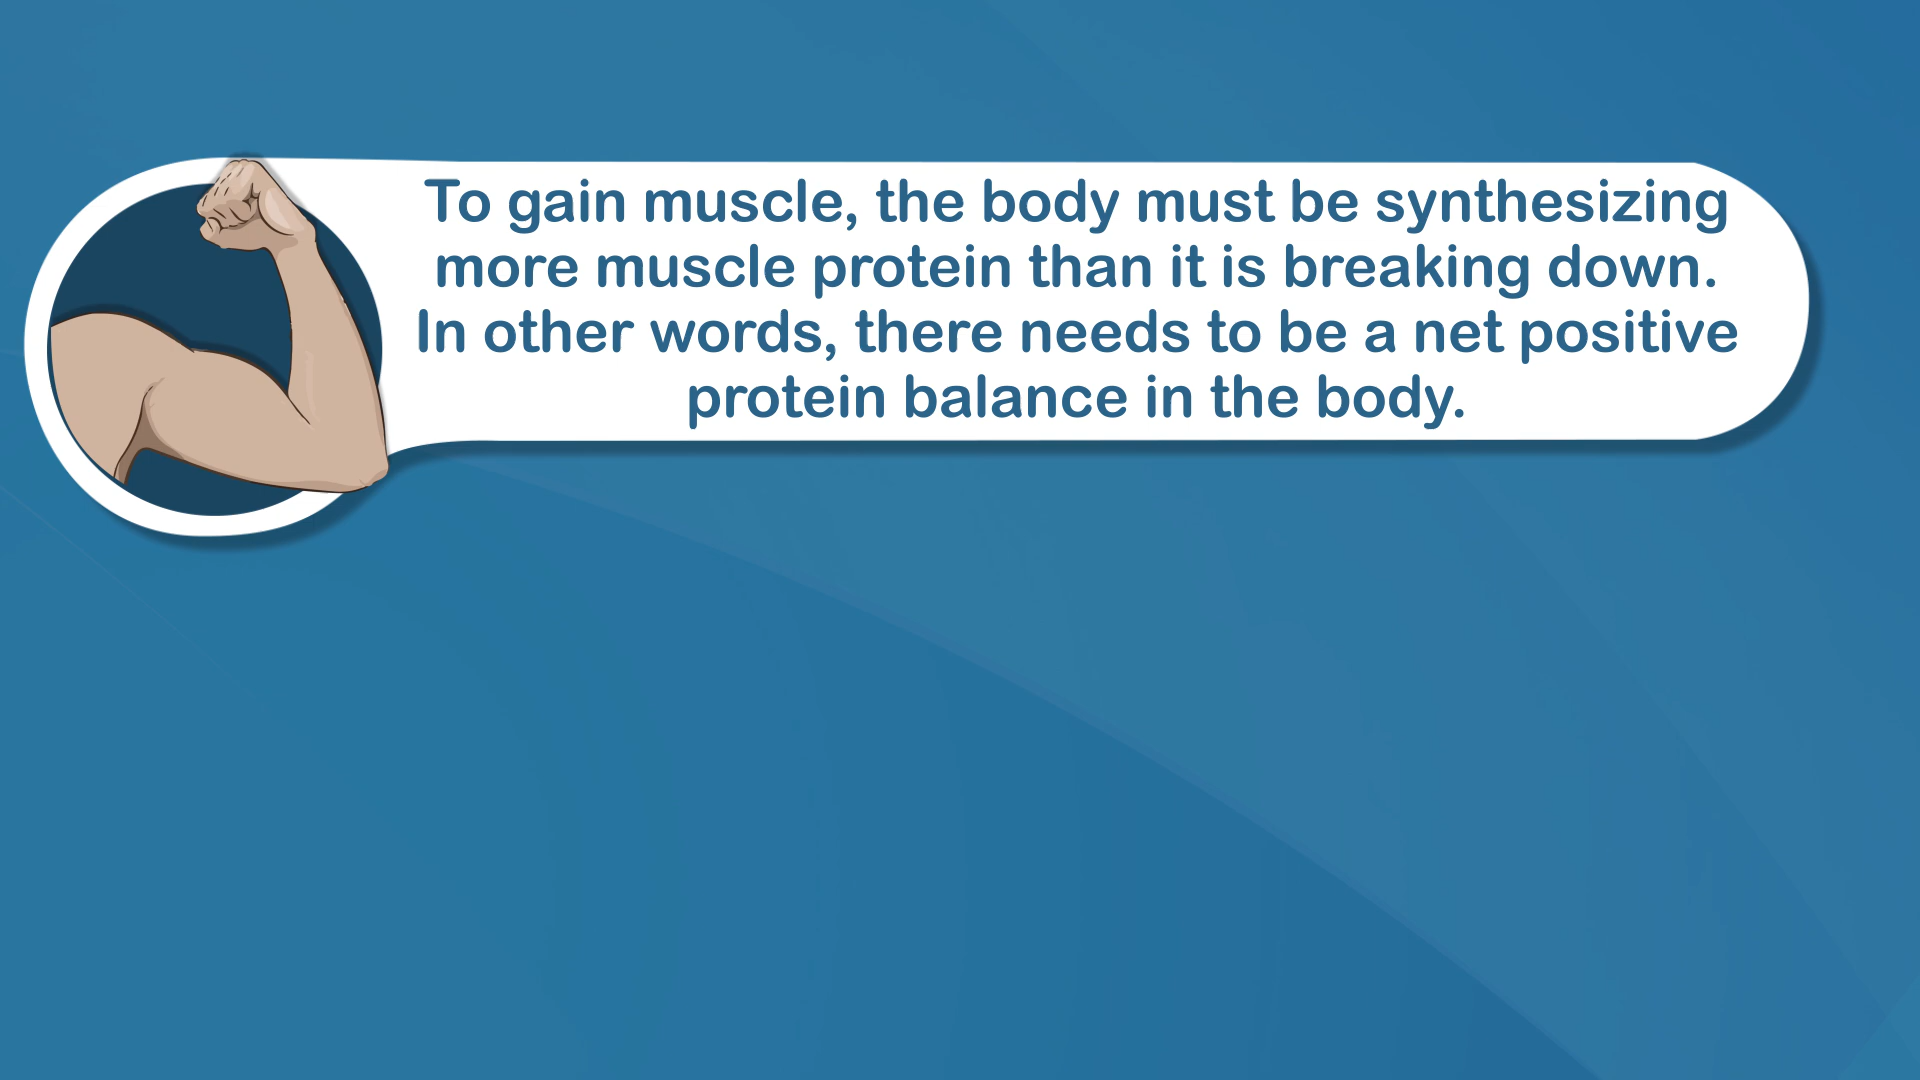 To gain muscle, the body must be synthesizing
more muscle protein than it is breaking down.
In other words, there needs to be a net positive
protein balance in the body.